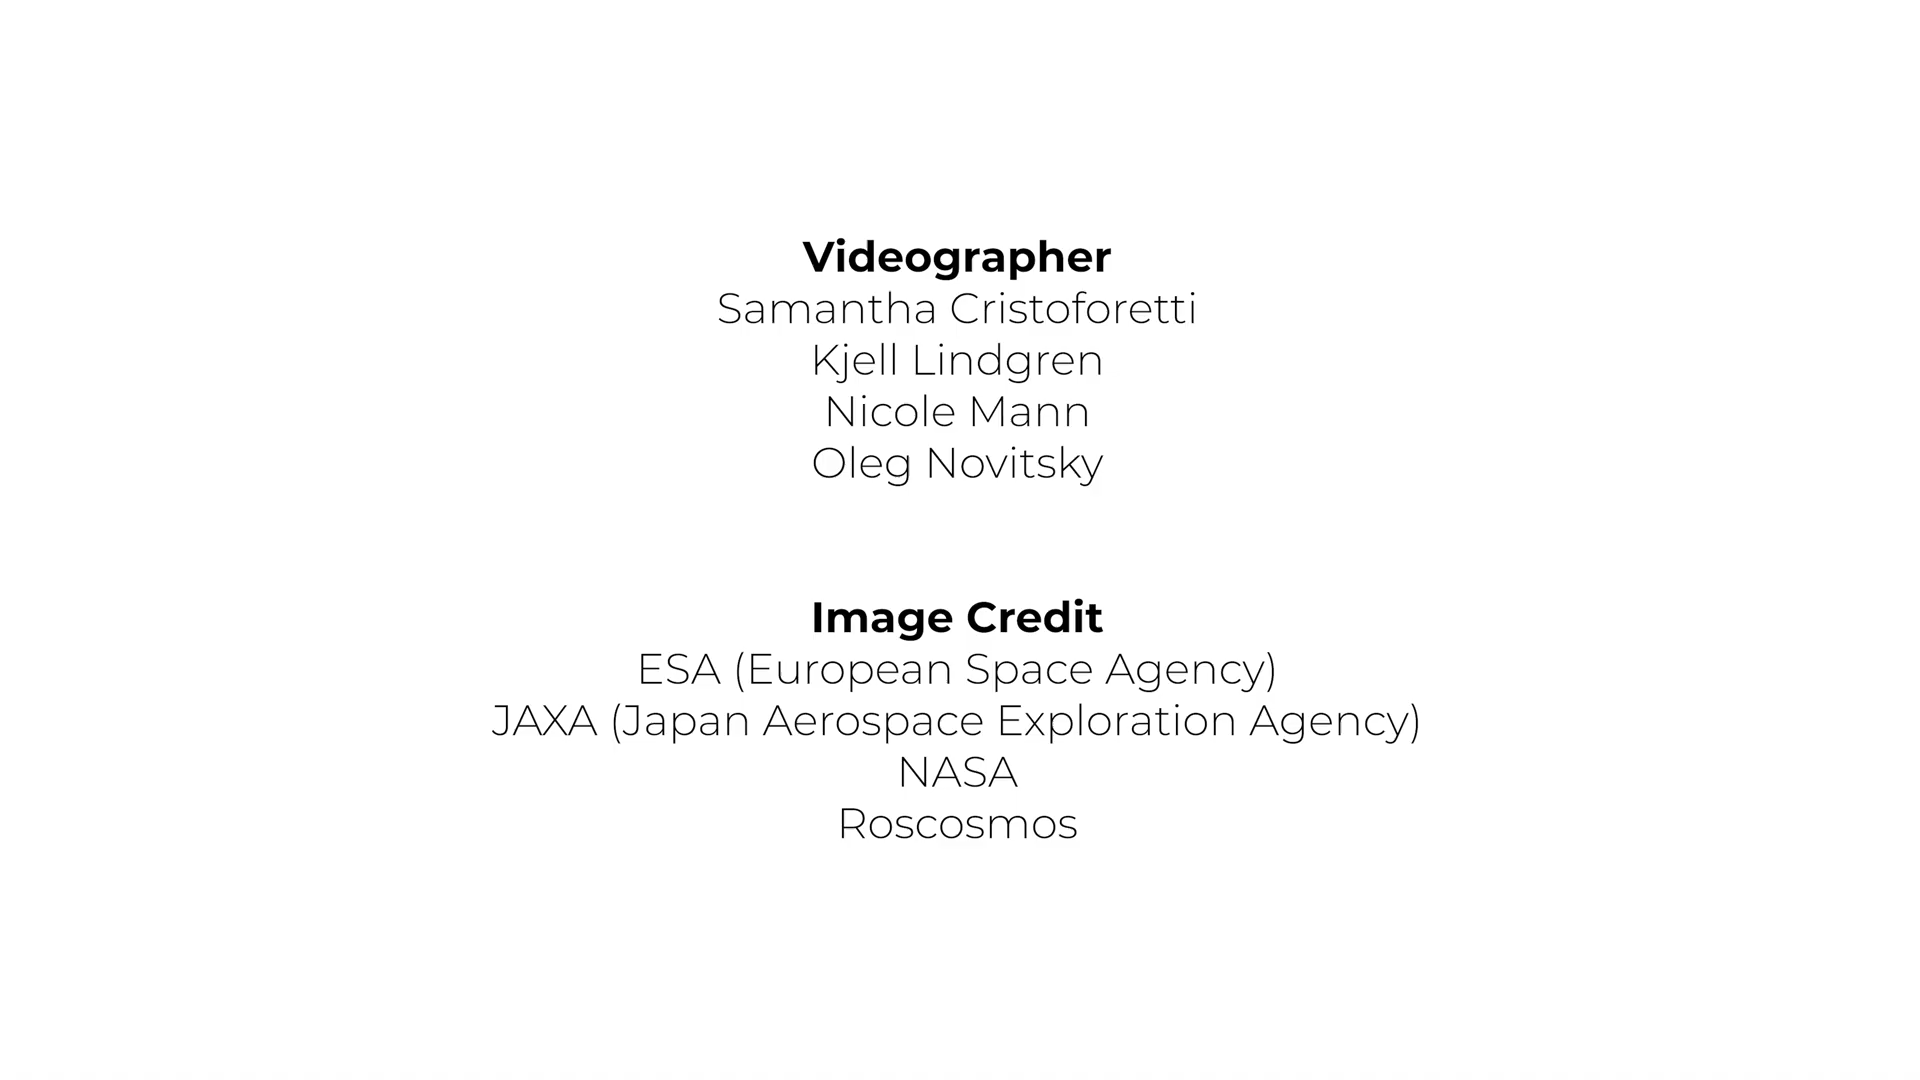 Videographer
Samantha Cristoforetti
Kjell Lindgren
Nicole Mann
Oleg Novitsky
Image Credit
ESA (European Space Agency)
JAXA (Japan Aerospace Exploration Agency)
NASA
Roscosmos